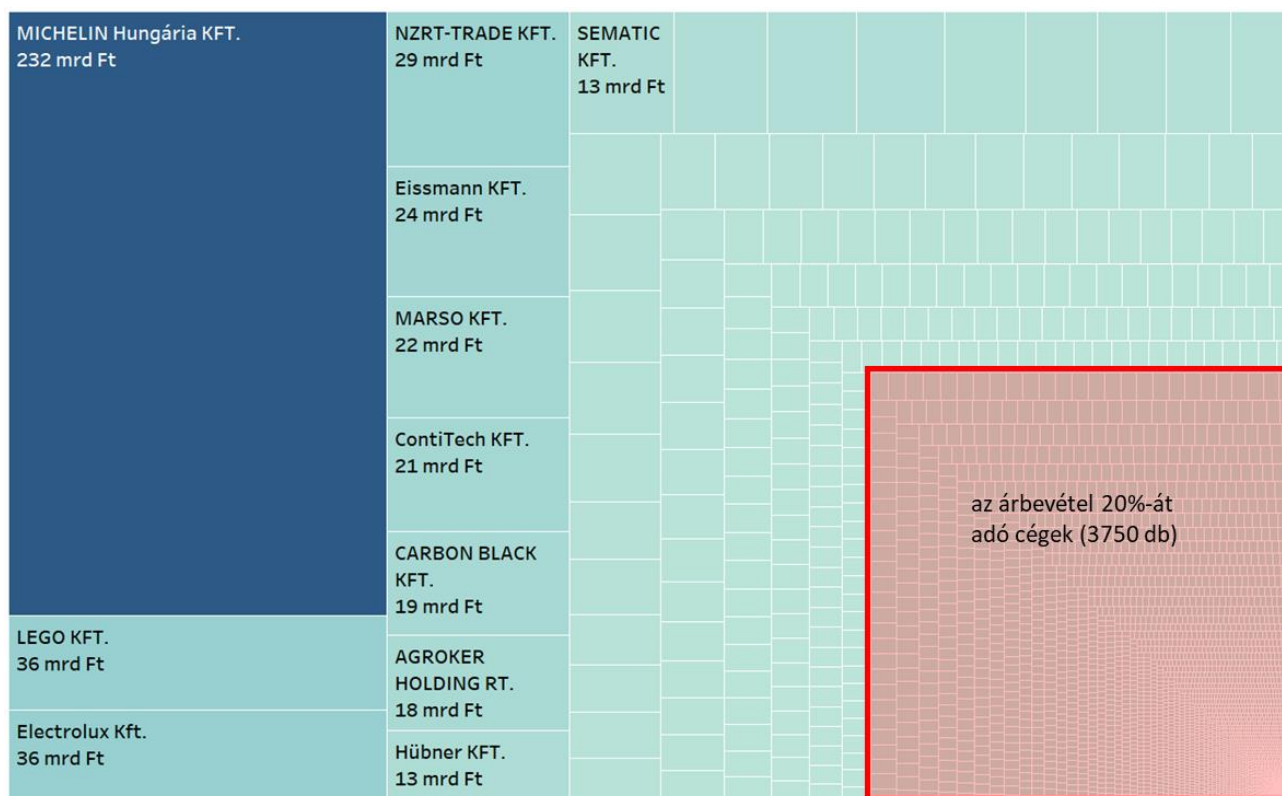 MICHELIN Hungária KFT.
232 mrd Ft
LEGO KFT.
36 mrd Ft
Electrolux Kft.
36 mrd Ft
NZRT-TRADE KFT.
29 mrd Ft
Eissmann KFT.
24 mrd Ft
MARSO KFT.
22 mrd Ft
ContiTech KFT.
21 mrd Ft
CARBON BLACK
KFT.
19 mrd Ft
AGROKER
HOLDING RT.
18 mrd Ft
Hübner KFT.
13 mrd Ft
SEMATIC
KFT.
13 mrd Ft
az árbevétel 20%-át
adó cégek (3750 db)